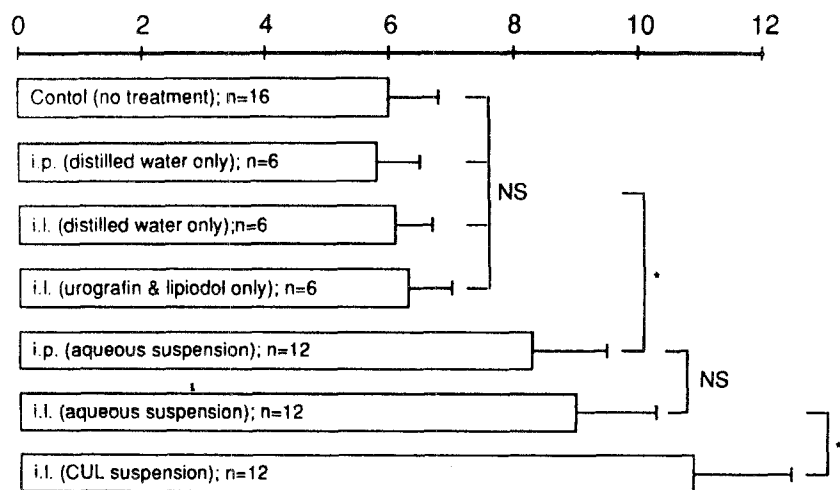 0 2 4 6 8 10 12
Contol (no treatment); n=16
i.p. (distilled water only); n=6
NS
i.l. (distilled water only);n=6
*
i.l. (urografin & lipiodol only); n=6
i.p. (aqueous suspension); n=12
NS
i.l. (aqueous suspension); n=12
*
i.l. (CUL suspension); n=12